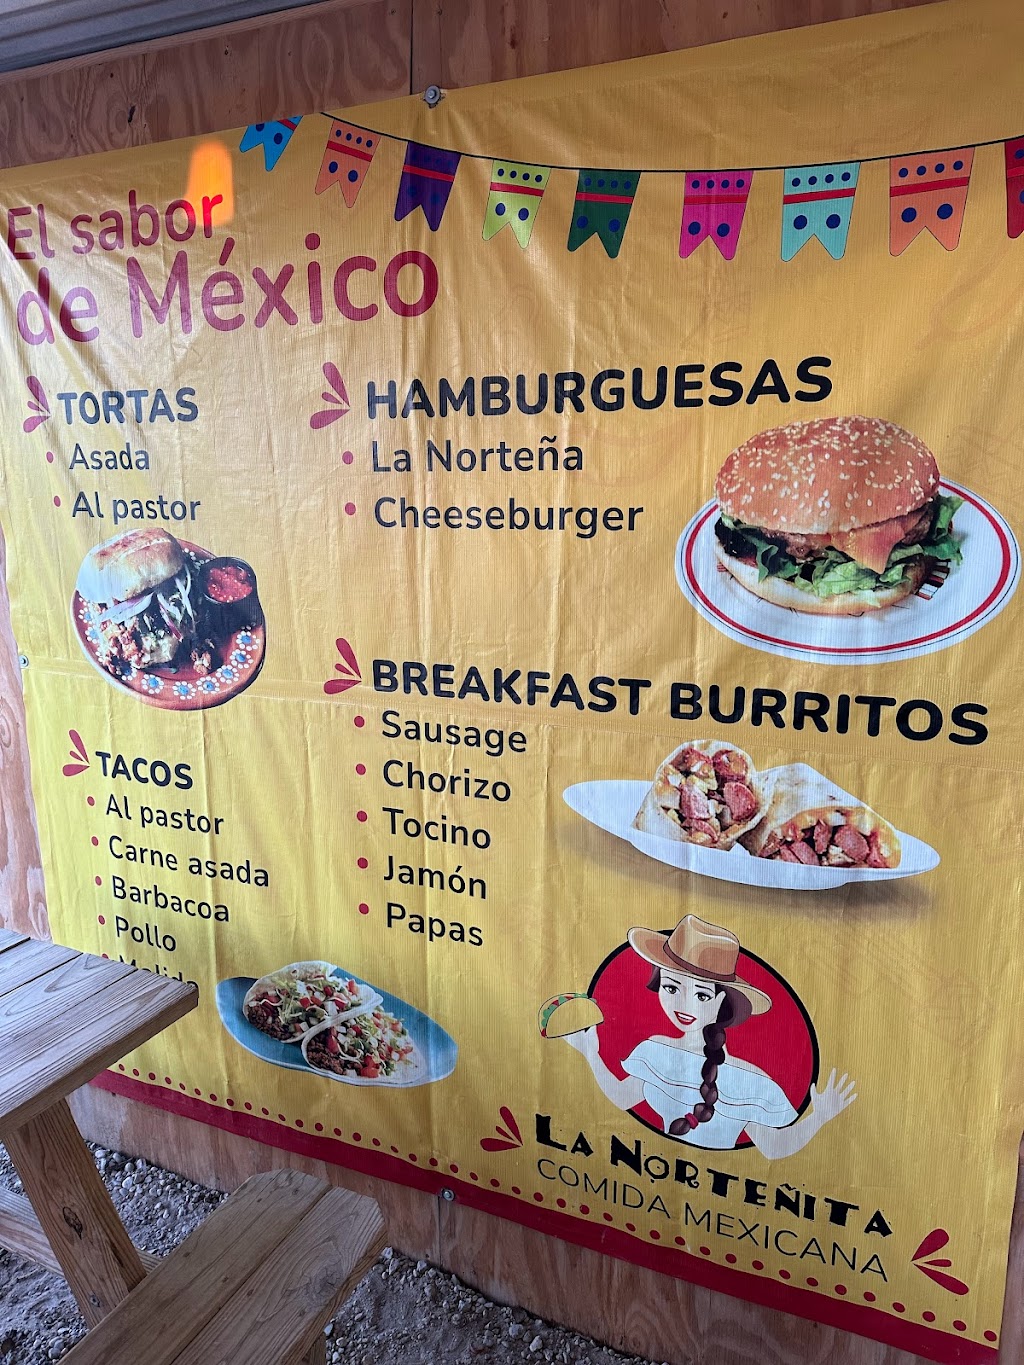 El sabor
de México
TORTAS
Asada
Al pastor
HAMBURGUESAS
La Norteña
Cheeseburger
BREAKFAST BURRITOS
Sausage
Chorizo
Tocino
Jamón
Papas
TACOS
Al pastor
Carne asada
Barbacoa
Pollo
LA NORTEÑITA
COMIDA MEXICANA